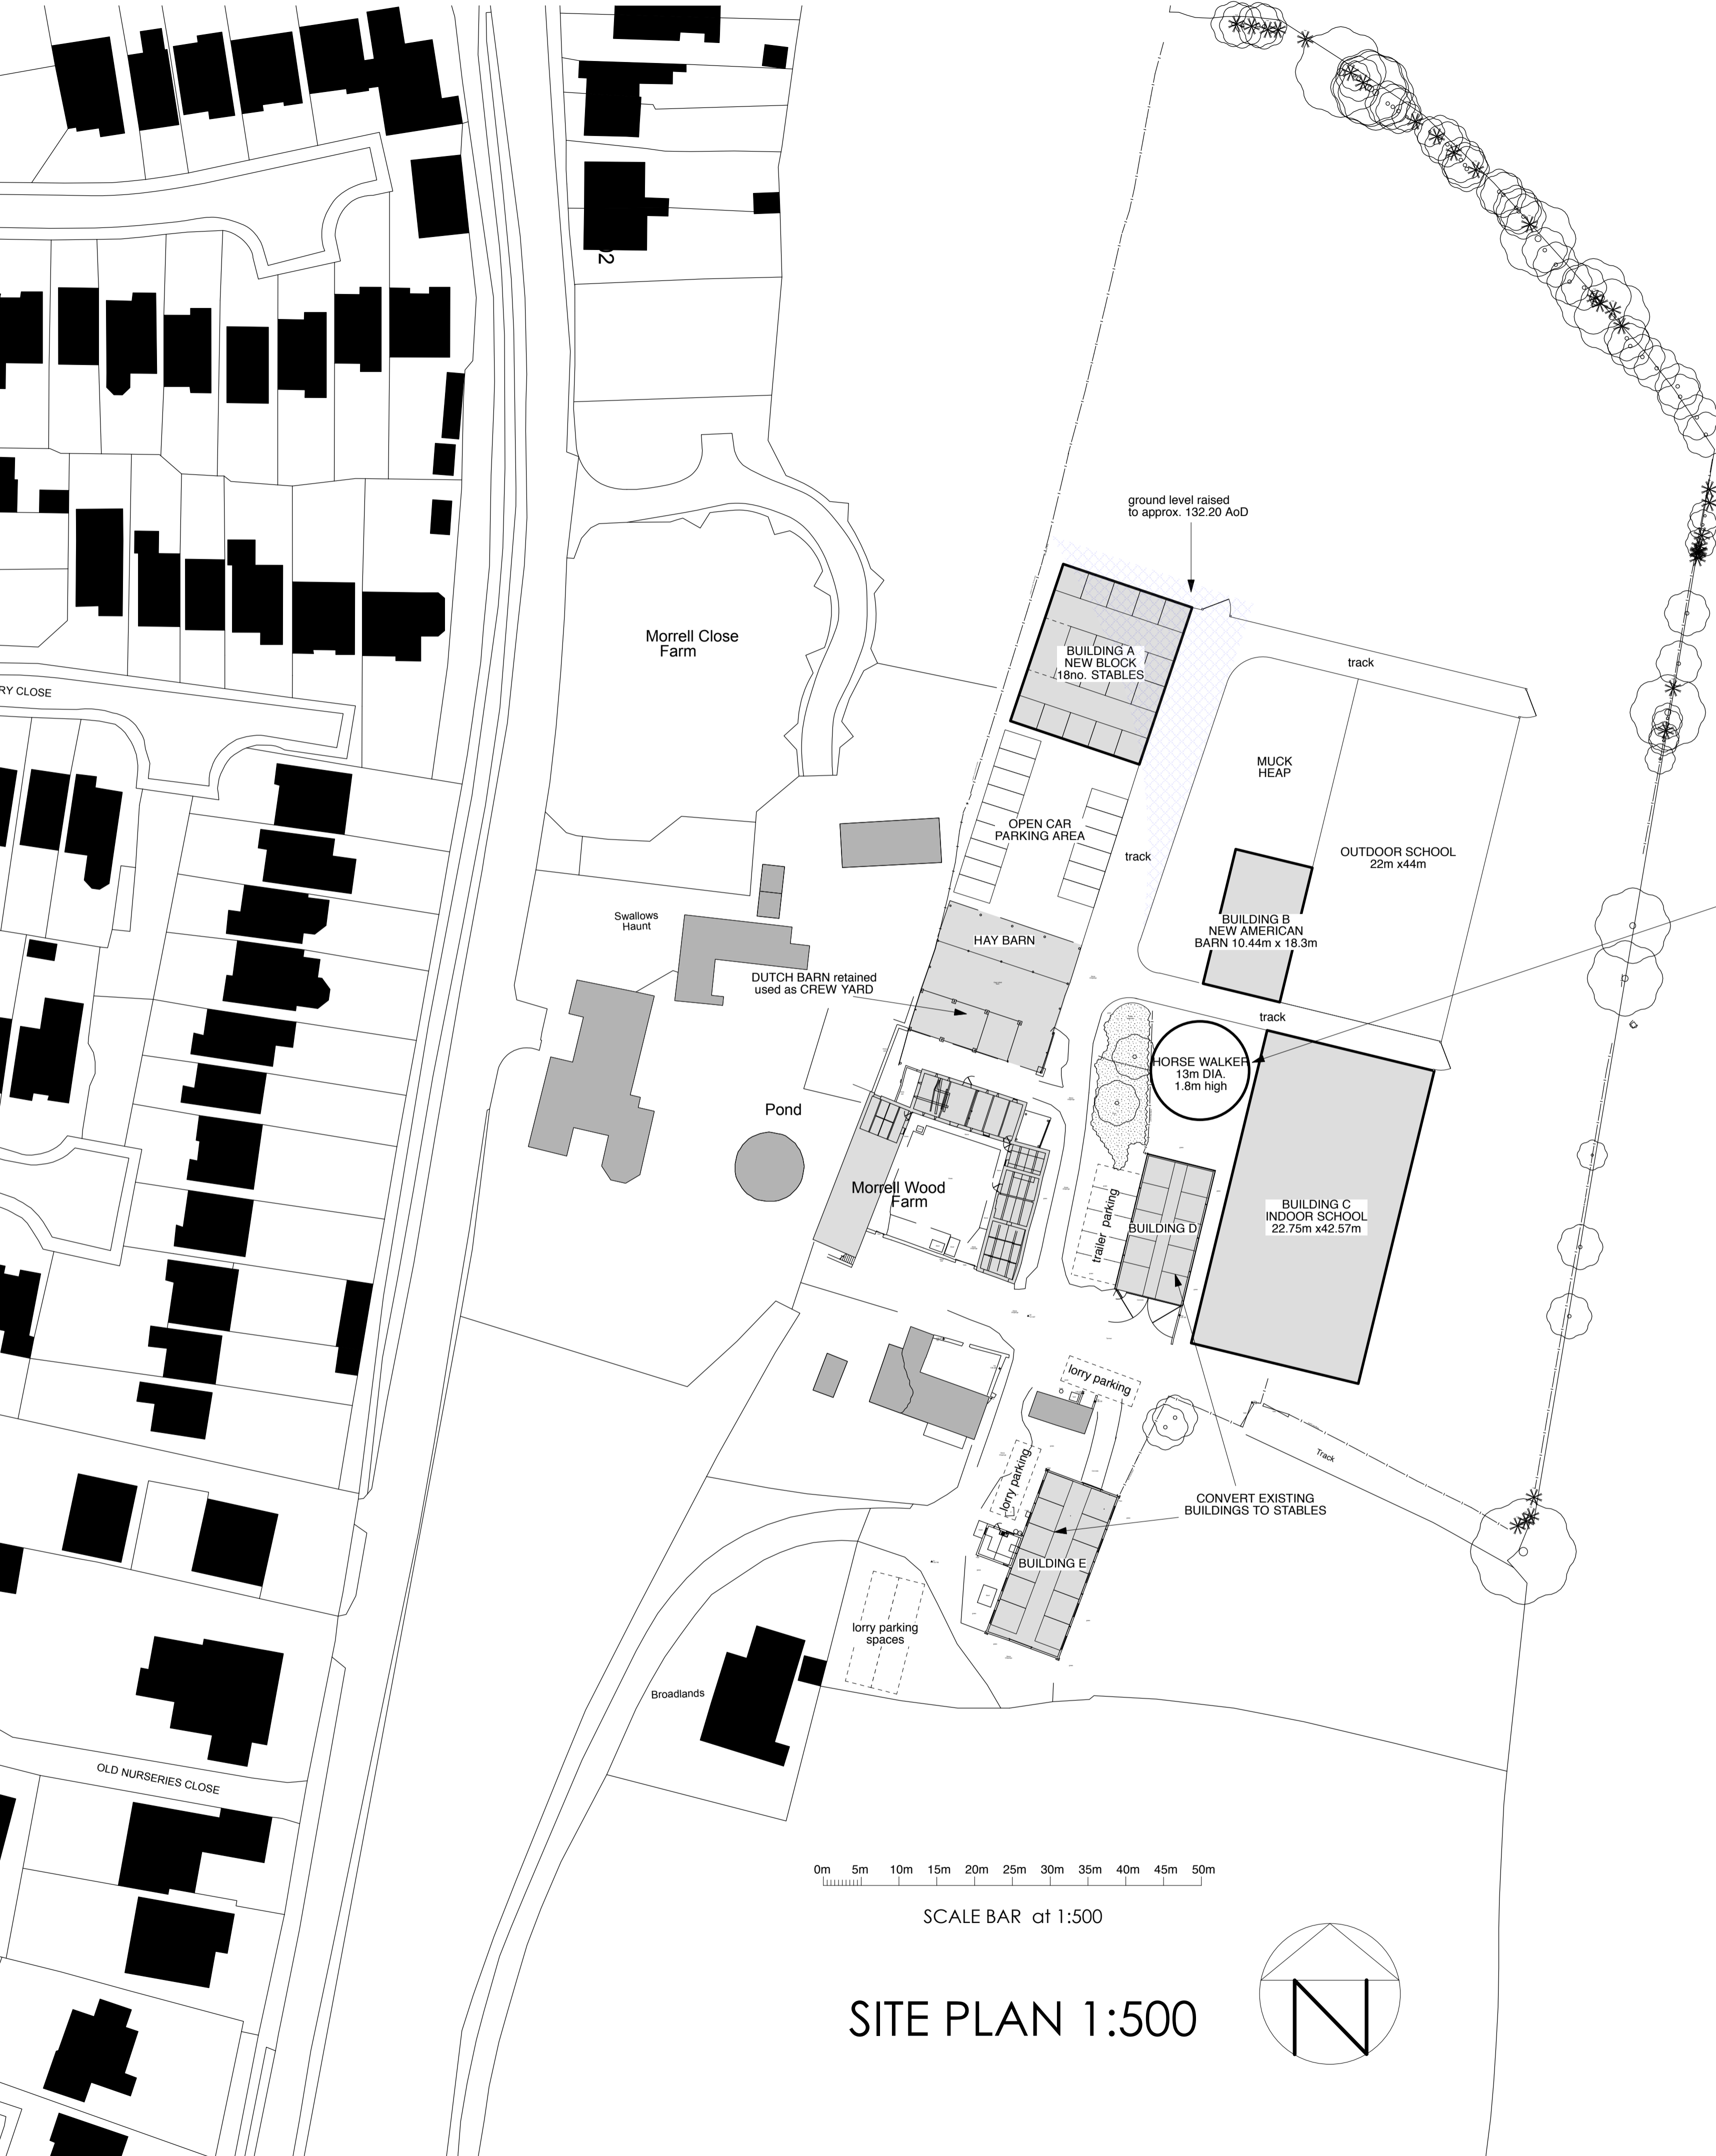 02
ground level raised
to approx. 132.20 AoD
Morrell Close
Farm
BUILDING A
NEW BLOCK
18no. STABLES
track
RY CLOSE
MUCK
HEAP
OPEN CAR
PARKING AREA
track
OUTDOOR SCHOOL
22m x44m
Swallows
Haunt
BUILDING B
NEW AMERICAN
BARN 10.44m x 18.3m
HAY BARN
DUTCH BARN retained
used as CREW YARD
track
HORSE WALKER
13m DIA.
1.8m high
Pond
Morrell Wood
Farm
trailer parking
BUILDING D
BUILDING C
INDOOR SCHOOL
22.75m x42.57m
lorry parking
lorry parking
Track
CONVERT EXISTING
BUILDINGS TO STABLES
BUILDING E
lorry parking
spaces
Broadlands
OLD NURSERIES CLOSE
0m 5m 10m 15m 20m 25m 30m 35m 40m 45m 50m
SCALE BAR at 1:500
SITE PLAN 1:500
N